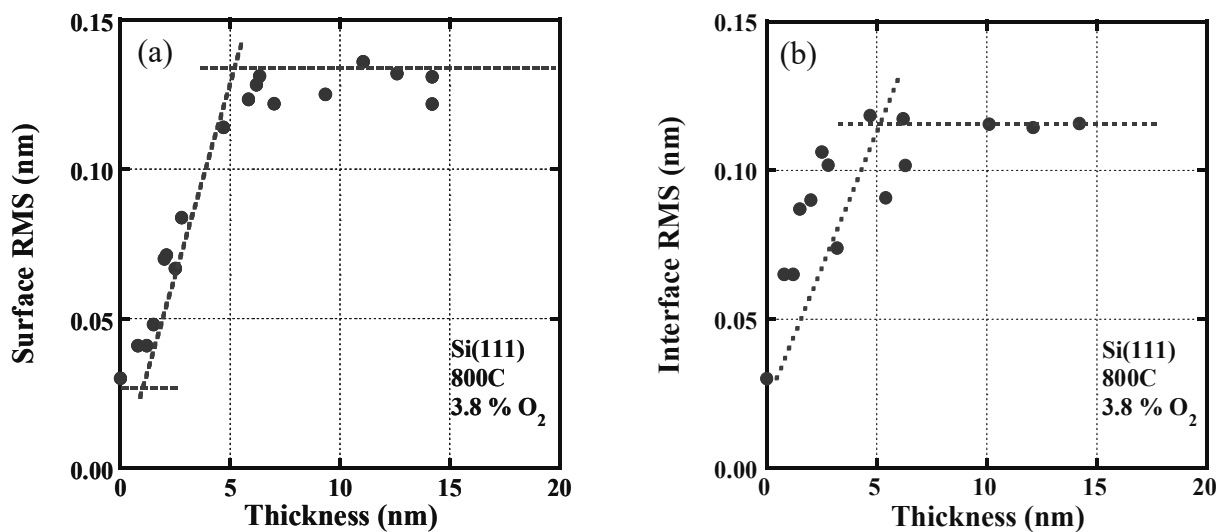 (a)
Surface RMS (nm)
0.15
0.10
0.05
0.00
0 5 10 15 20
Thickness (nm)
Si(111)
800C
3.8 % O₂
(b)
Interface RMS (nm)
0.15
0.10
0.05
0.00
0 5 10 15 20
Thickness (nm)
Si(111)
800C
3.8 % O₂